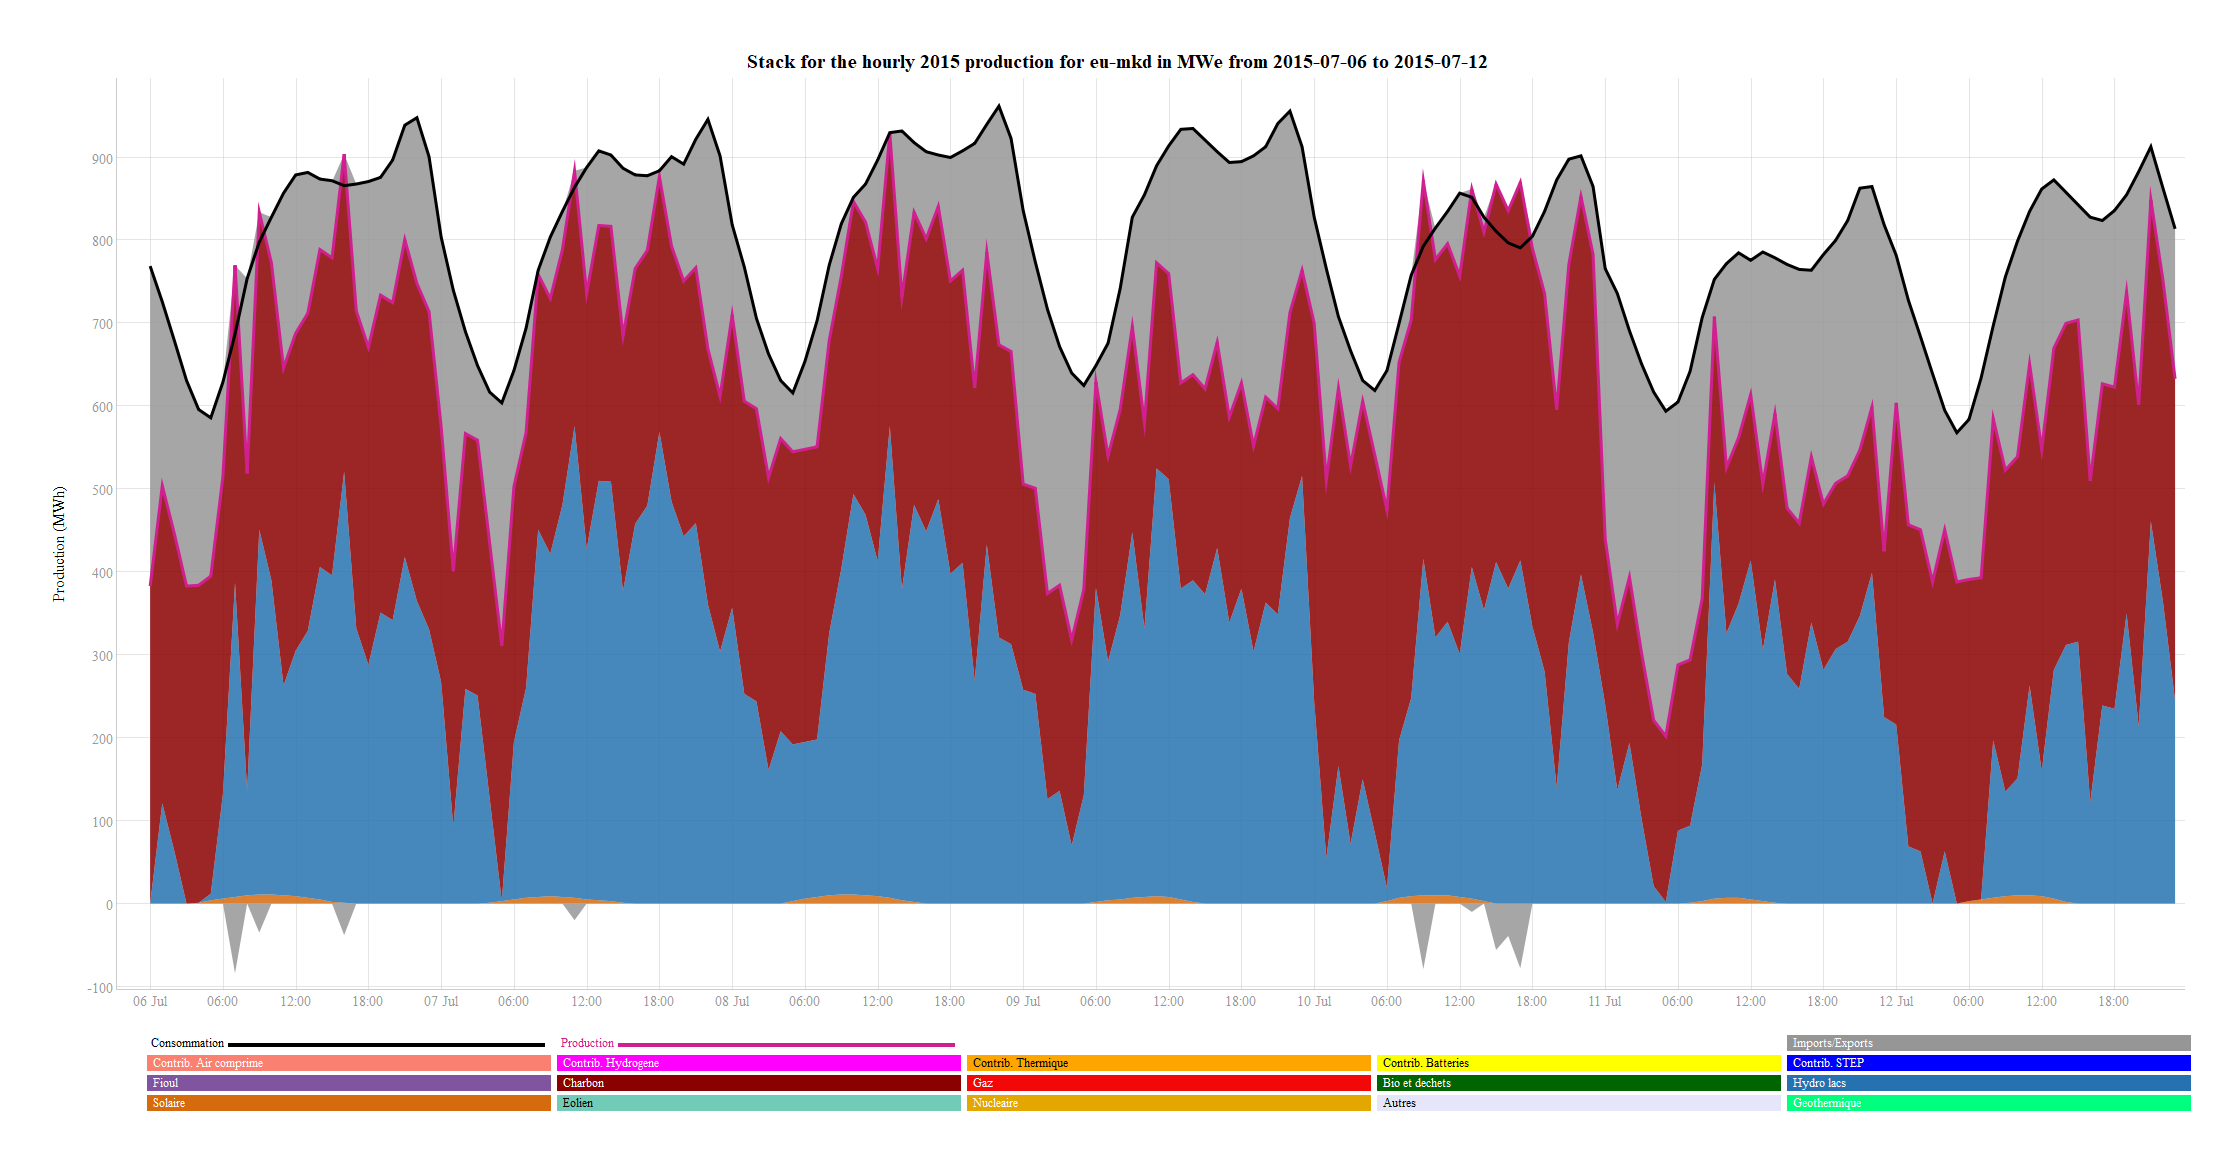 Stack for the hourly 2015 production for eu-mkd in MWe from 2015-07-06 to 2015-07-12
Production (MWh)
900
800
700
600
500
400
300
200
100
0
-100
06 Jul 06:00 12:00 18:00 07 Jul 06:00 12:00 18:00 08 Jul 06:00 12:00 18:00 09 Jul 06:00 12:00 18:00 10 Jul 06:00 12:00 18:00 11 Jul 06:00 12:00 18:00 12 Jul 06:00 12:00 18:00
Consommation Production Imports/Exports
Contrib. Air comprime Contrib. Hydrogene Contrib. Thermique Contrib. Batteries Contrib. STEP
Fioul Charbon Gaz Bio et dechets Hydro lacs
Solaire Eolien Nucleaire Autres Geothermique